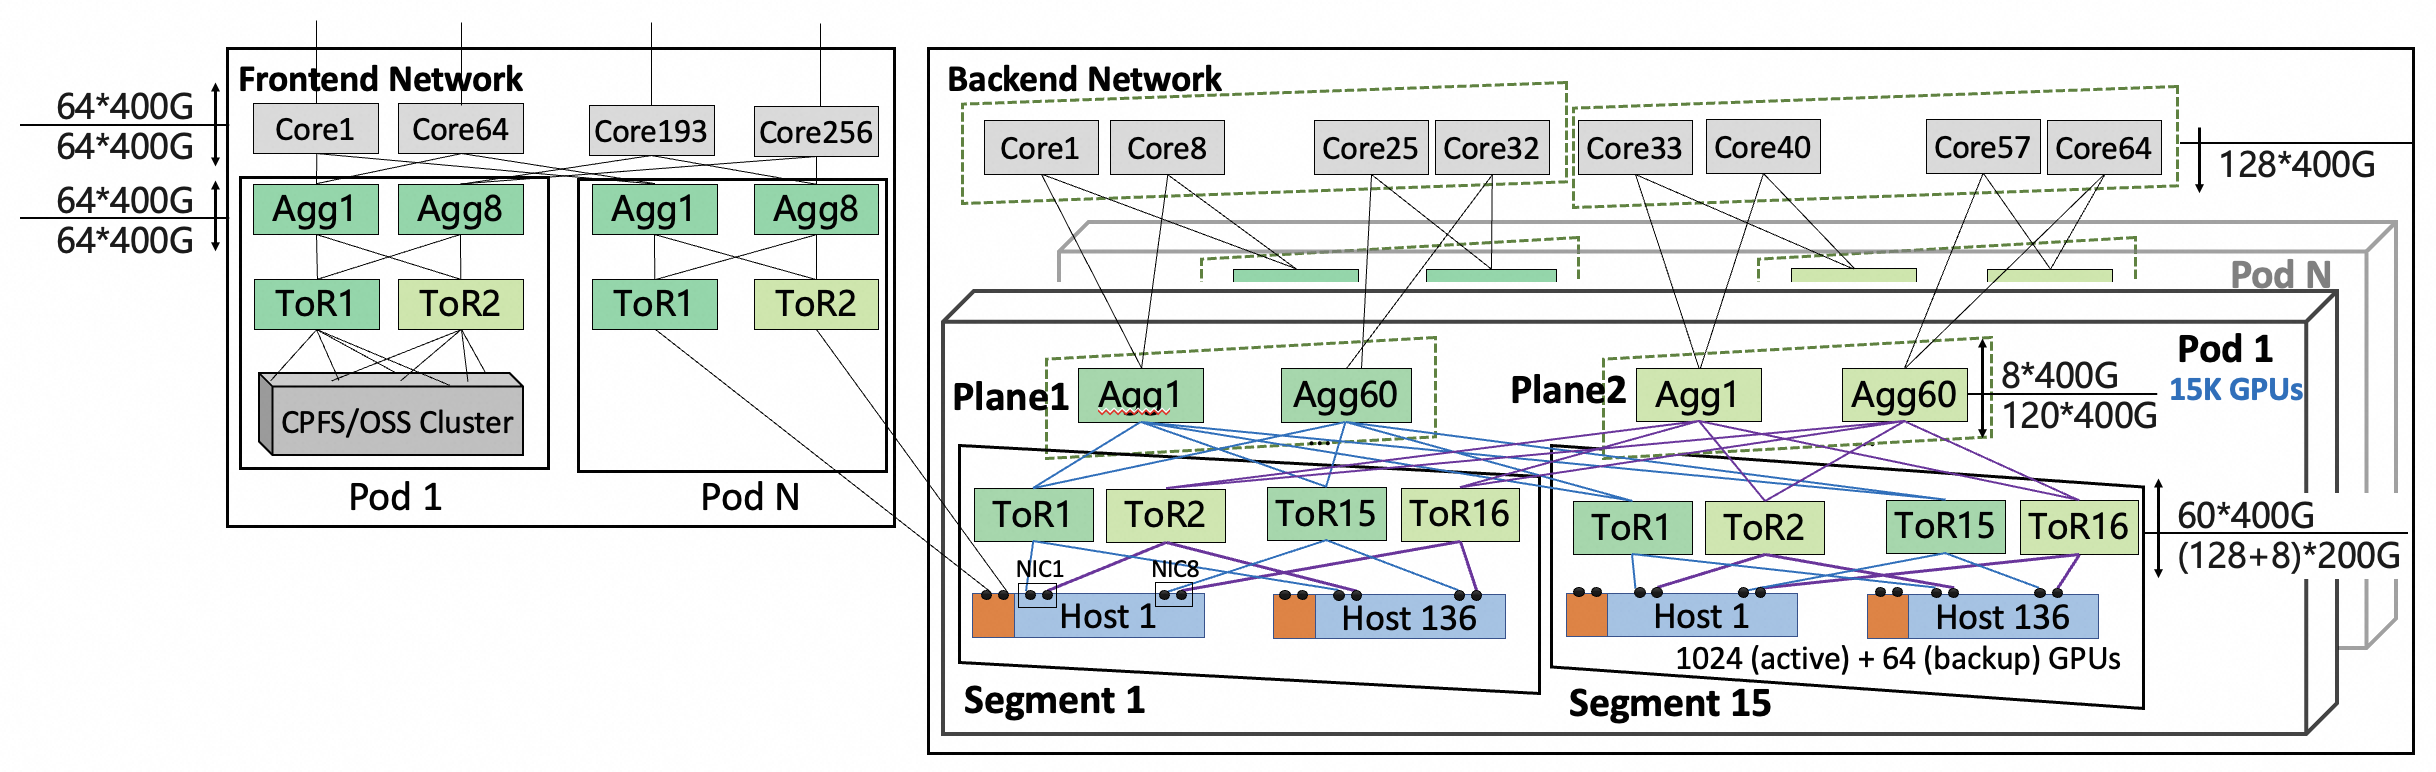 Frontend Network
64*400G
64*400G
Core1
Core64
Core193
Core256
64*400G
64*400G
Agg1
Agg8
Agg1
Agg8
ToR1
ToR2
ToR1
ToR2
CPFS/OSS Cluster
Pod 1
Pod N
Backend Network
Core1
Core8
Core25
Core32
Core33
Core40
Core57
Core64
128*400G
Pod N
Pod 1
15K GPUs
Plane1
Agg1
Agg60
Plane2
Agg1
Agg60
8*400G
120*400G
....
ToR1
ToR2
ToR15
ToR16
ToR1
ToR2
ToR15
ToR16
60*400G
(128+8)*200G
NIC1
NIC8
Host 1
Host 136
Host 1
Host 136
1024 (active) + 64 (backup) GPUs
Segment 1
Segment 15